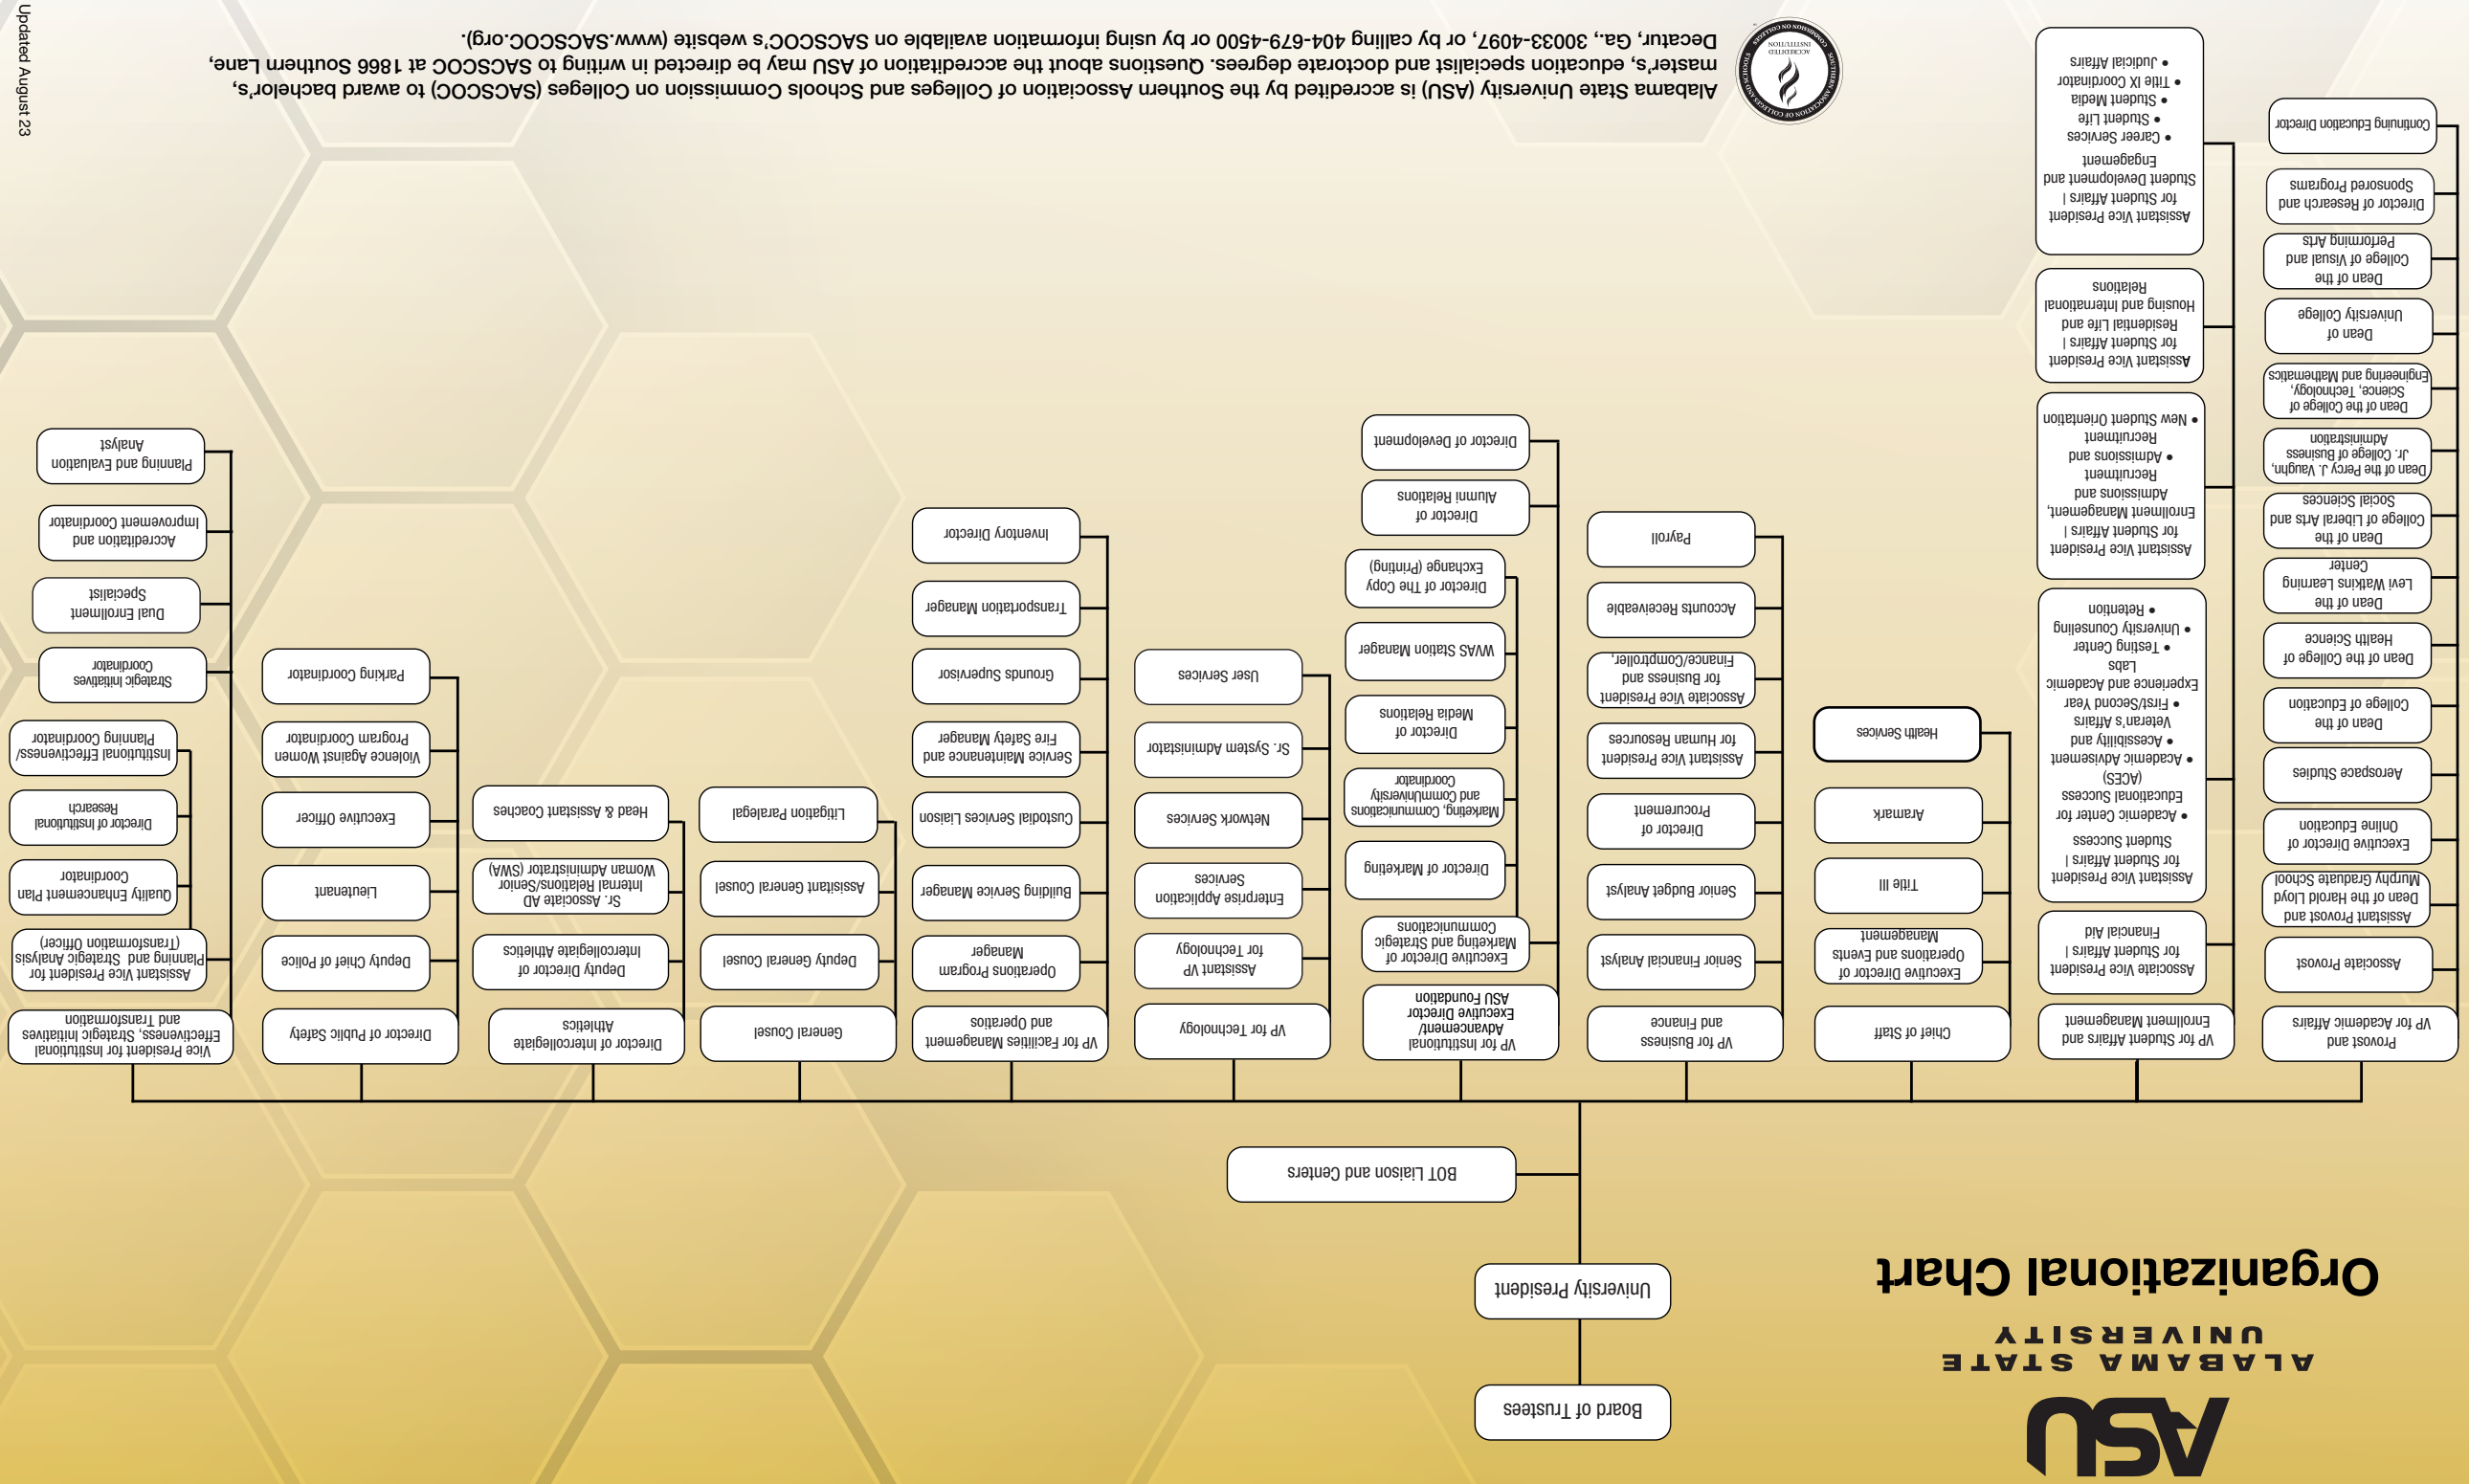 ASU
ALABAMA STATE
UNIVERSITY
Organizational Chart
Board of Trustees
University President
BOT Liaison and Centers
Provost and
VP for Academic Affairs
Associate Provost
Assistant Provost and
Dean of the Harold Lloyd
Murphy Graduate School
Executive Director of
Online Education
Aerospace Studies
Dean of the
College of Education
Dean of the College of
Health Science
Dean of the
Levi Watkins Learning
Center
Dean of the
College of Liberal Arts and
Social Sciences
Dean of the Percy J. Vaughn,
Jr. College of Business
Administration
Dean of the College of
Science, Technology,
Engineering and Mathematics
Dean of
University College
Dean of the
College of Visual and
Performing Arts
Director of Research and
Sponsored Programs
Continuing Education Director
VP for Student Affairs and
Enrollment Management
Associate Vice President
for Student Affairs |
Financial Aid
Assistant Vice President
for Student Affairs |
Student Success
• Academic Center for
Educational Success
(ACES)
• Academic Advisement
• Acessibility and
Veteran's Affairs
• First/Second Year
Experience and Academic
Labs
• Testing Center
• University Counseling
• Retention
Assistant Vice President
for Student Affairs |
Enrollment Management,
Admissions and
Recruitment
• Admissions and
Recruitment
• New Student Orientation
Assistant Vice President
for Student Affairs |
Residential Life and
Housing and International
Relations
Assistant Vice President
for Student Affairs |
Student Development and
Engagement
• Career Services
• Student Life
• Student Media
• Title IX Coordinator
• Judicial Affairs
Chief of Staff
Executive Director of
Operations and Events
Management
Title III
Aramark
Health Services
VP for Business
and Finance
Senior Financial Analyst
Senior Budget Analyst
Director of
Procurement
Assistant Vice President
for Human Resources
Associate Vice President
for Business and
Finance/Comptroller,
Accounts Receiveable
Payroll
VP for Institutional
Advancement/
Executive Director
ASU Foundation
Executive Director of
Marketing and Strategic
Communications
Director of Marketing
Marketing, Communications
and CommUniversity
Coordinator
Director of
Media Relations
WVAS Station Manager
Director of The Copy
Exchange (Printing)
Director of
Alumni Relations
Director of Development
VP for Technology
Assistant VP
for Technology
Enterprise Application
Services
Network Services
Sr. System Administator
User Services
VP for Facilities Management
and Operatios
Operations Program
Manager
Building Service Manager
Custodial Services Liaison
Service Maintenance and
Fire Safety Manager
Grounds Supervisor
Transportation Manager
Inventory Director
General Cousel
Deputy General Cousel
Assisitant General Cousel
Litigation Paralegal
Director of Intercollegiate
Athletics
Deputy Director of
Intercollegiate Athletics
Sr. Associate AD
Internal Relations/Senior
Woman Administrator (SWA)
Head & Assistant Coaches
Director of Public Safety
Deputy Chief of Police
Lieutenant
Executive Officer
Violence Against Women
Program Coordinator
Parking Coordinator
Vice President for Institutional
Effectiveness, Strategic Initiatives
and Transformation
Assistant Vice President for
Planning and Strategic Analysis
(Transformation Officer)
Quality Enhancement Plan
Coordinator
Director of Institutional
Research
Institutional Effectiveness/
Planning Coordinator
Strategic Initiatives
Coordinator
Dual Enrollment
Specialist
Accreditation and
Improvement Coordinator
Planning and Evaluation
Analyst
SOUTHERN ASSOCIATION OF COLLEGES AND SCHOOLS
ACCREDITED
INSTITUTION
COMMISSION ON COLLEGES
Alabama State University (ASU) is accredited by the Southern Association of Colleges and Schools Commission on Colleges (SACSCOC) to award bachelor's,
master's, education specialist and doctorate degrees. Questions about the accreditation of ASU may be directed in writing to SACSCOC at 1866 Southern Lane,
Decatur, Ga., 30033-4097, or by calling 404-679-4500 or by using information available on SACSCOC's website (www.SACSCOC.org).
Updated August 23